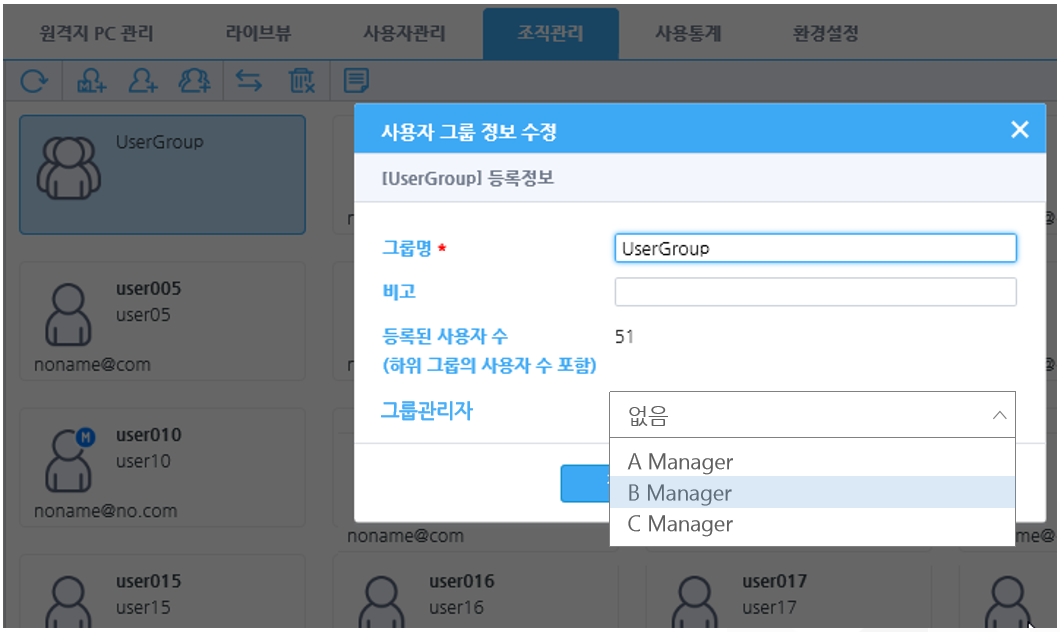 원격지 PC 관리
라이브뷰
사용자관리
조직관리
사용통계
환경설정
M
UserGroup
사용자 그룹 정보 수정
[UserGroup] 등록정보
그룹명 *
UserGroup
비고
등록된 사용자 수
51
(하위 그룹의 사용자 수 포함)
그룹관리자
없음
A Manager
B Manager
C Manager
user005
user05
noname@com
M
user010
user10
noname@no.com
noname@com
me@
user015
user15
user016
user16
user017
user17